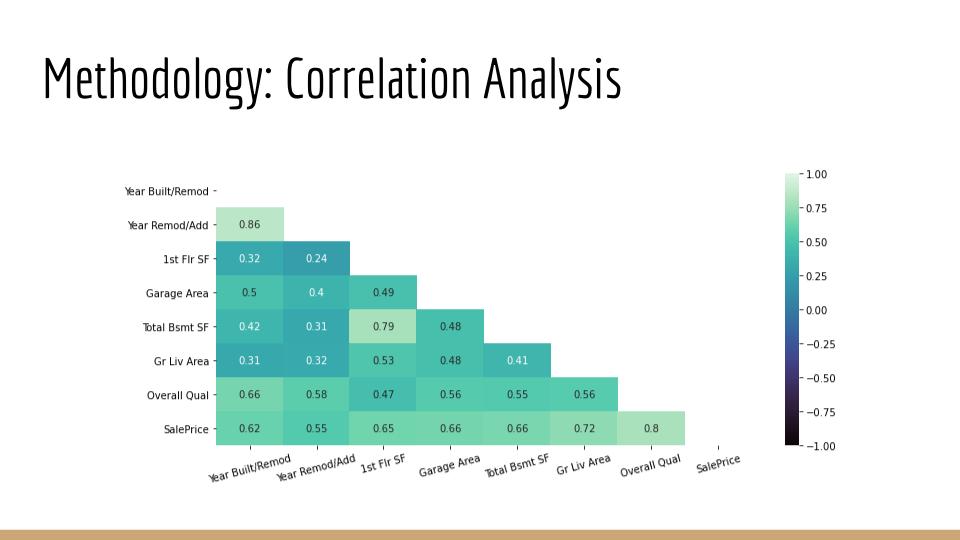 Methodology: Correlation Analysis
Year Built/Remod
Year Remod/Add 0.86
1st Flr SF 0.32 0.24
Garage Area 0.5 0.4 0.49
Total Bsmt SF 0.42 0.31 0.79 0.48
Gr Liv Area 0.31 0.32 0.53 0.48 0.41
Overall Qual 0.66 0.58 0.47 0.56 0.55 0.56
SalePrice 0.62 0.55 0.65 0.66 0.66 0.72 0.8
Year Built/Remod Year Remod/Add 1st Flr SF Garage Area Total Bsmt SF Gr Liv Area Overall Qual SalePrice
1.00
0.75
0.50
0.25
0.00
−0.25
−0.50
−0.75
−1.00